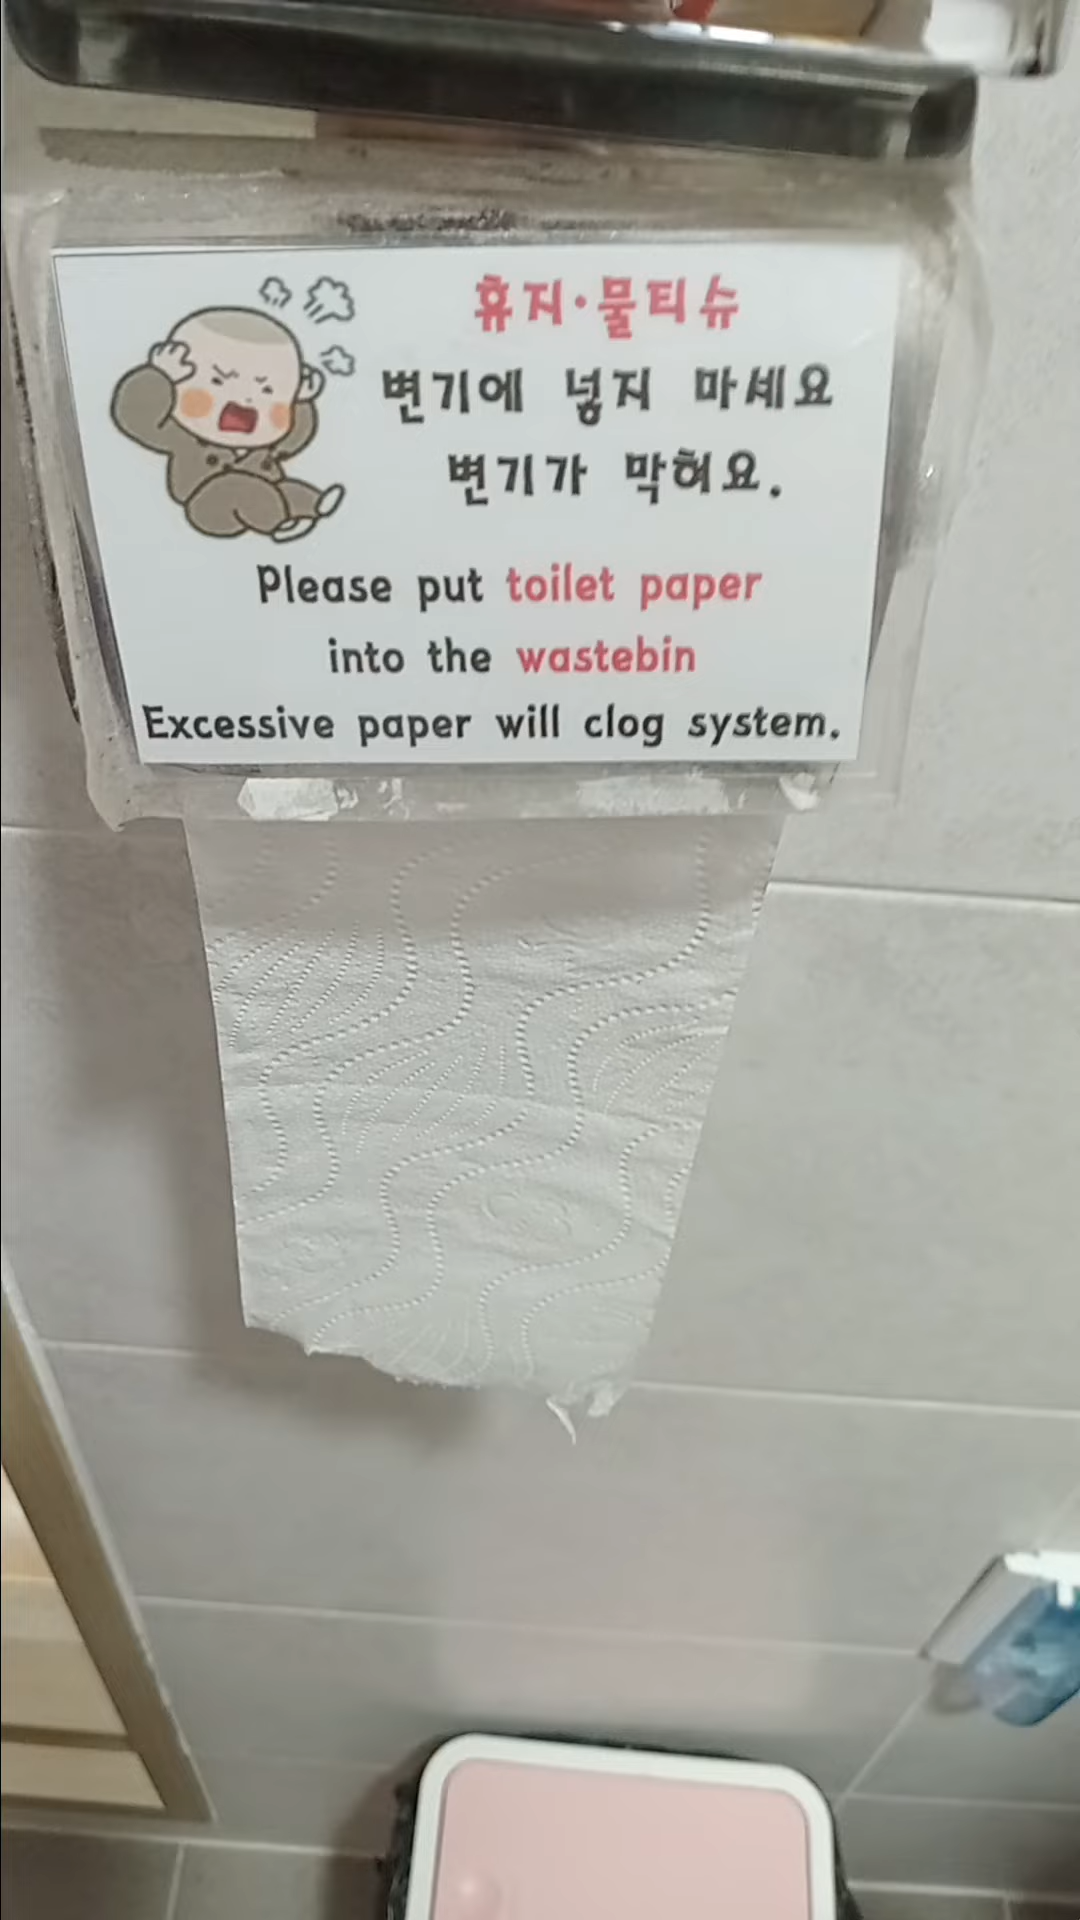 휴지·물티슈
변기에 넣지 마세요
변기가 막혀요.
Please put toilet paper
into the wastebin
Excessive paper will clog system.